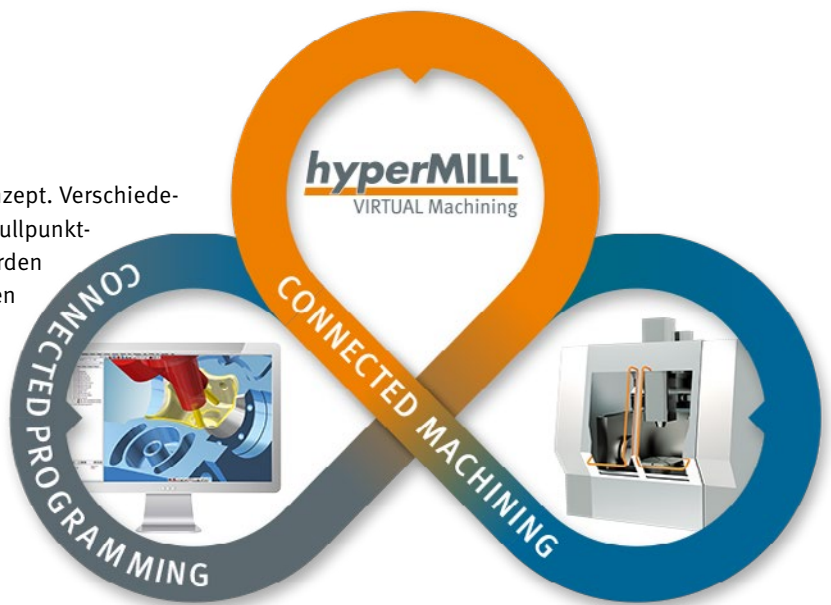 hyperMILL®
VIRTUAL Machining
zept. Verschiede-
ullpunkt-
rden
en
CONNECTED PROGRAMMING
CONNECTED MACHINING